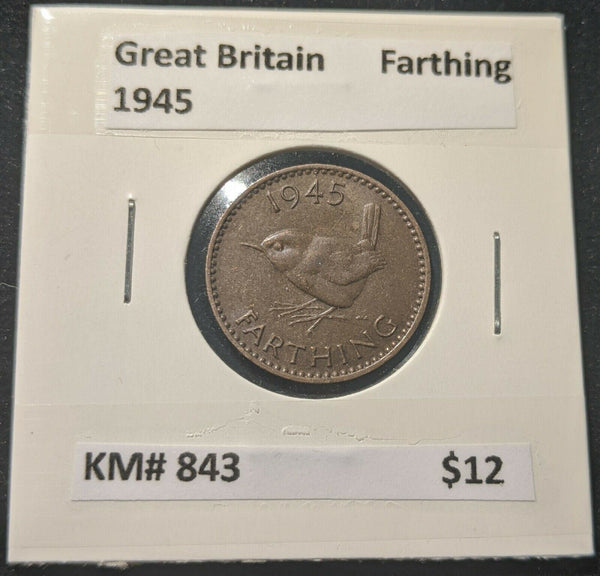 Great Britain Farthing
1945
1945
FARTHING
KM# 843 $12